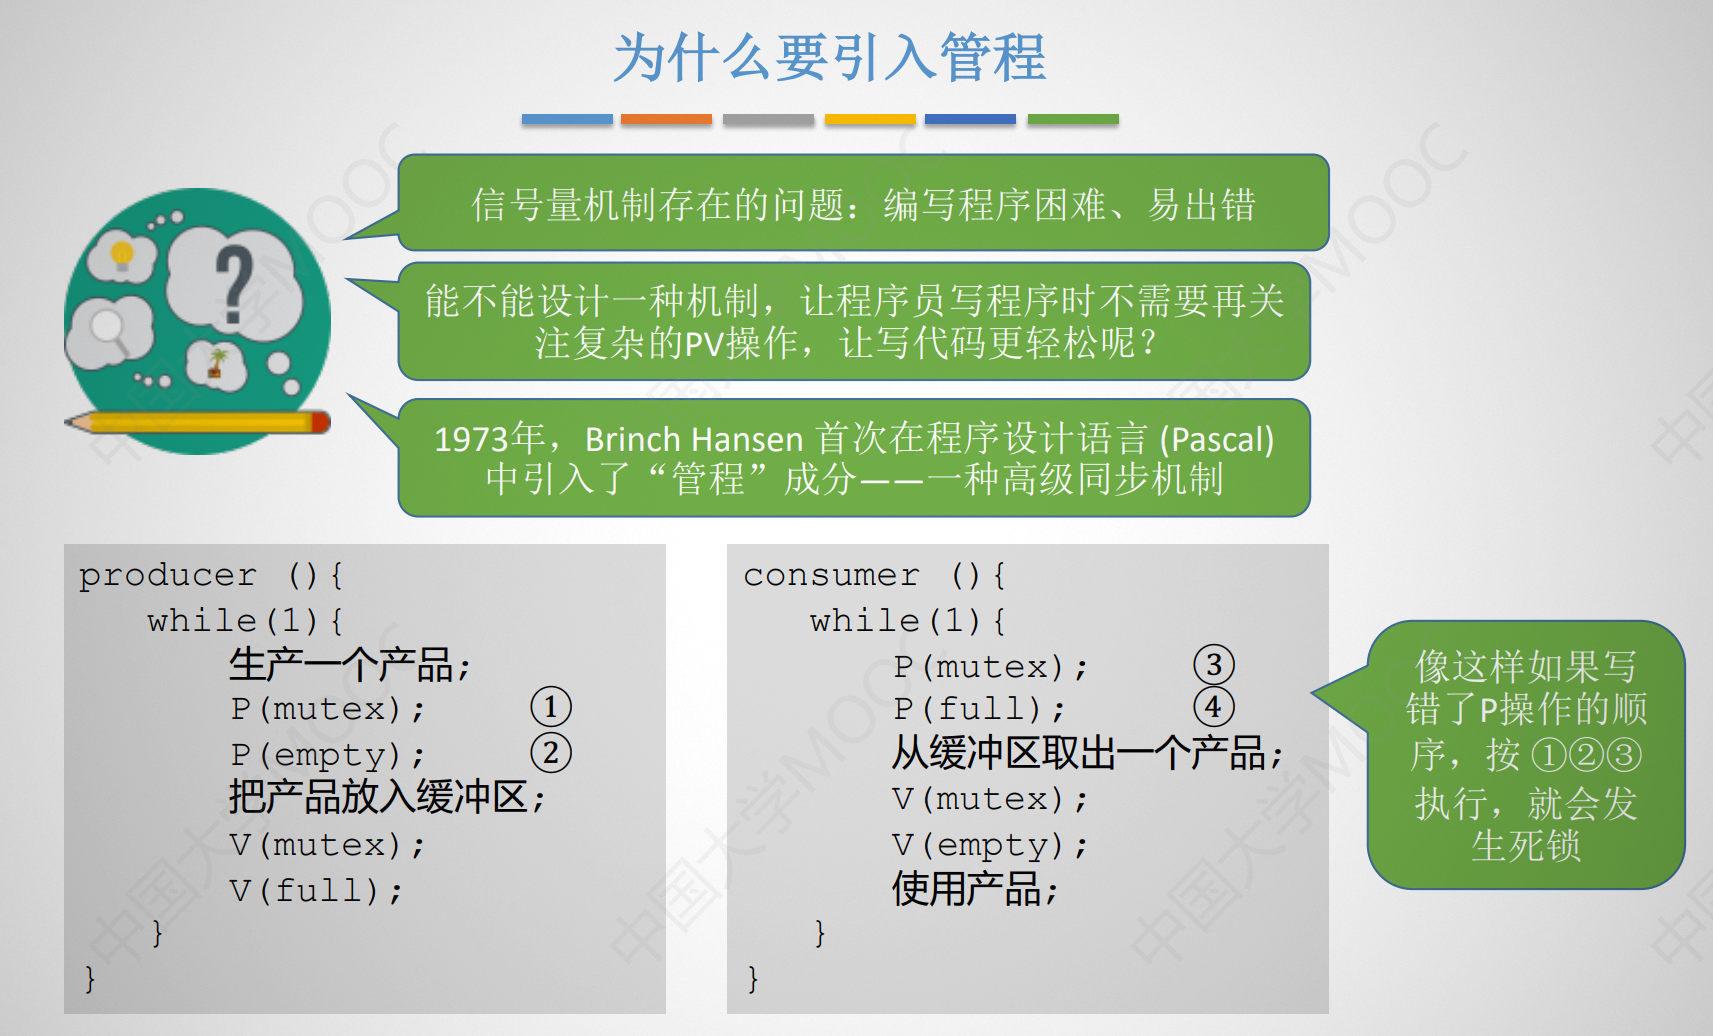 为什么要引入管程
信号量机制存在的问题：编写程序困难、易出错
能不能设计一种机制，让程序员写程序时不需要再关
注复杂的PV操作，让写代码更轻松呢？
1973年，Brinch Hansen 首次在程序设计语言 (Pascal)
中引入了“管程”成分——一种高级同步机制
producer (){
while(1){
生产一个产品;
P(mutex); ①
P(empty); ②
把产品放入缓冲区;
V(mutex);
V(full);
}
}
consumer (){
while(1){
P(mutex); ③
P(full); ④
从缓冲区取出一个产品;
V(mutex);
V(empty);
使用产品;
}
}
像这样如果写
错了P操作的顺
序，按 ①②③
执行，就会发
生死锁
中国大学MOOC